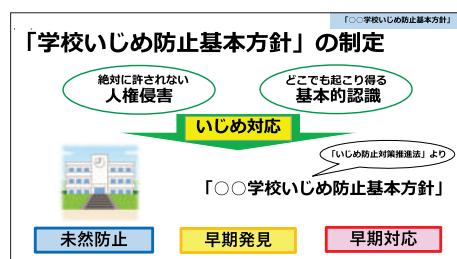 「○○学校いじめ防止基本方針」
「学校いじめ防止基本方針」の制定
絶対に許されない
人権侵害
どこでも起こり得る
基本的認識
いじめ対応
「いじめ防止対策推進法」より
「○○学校いじめ防止基本方針」
未然防止
早期発見
早期対応